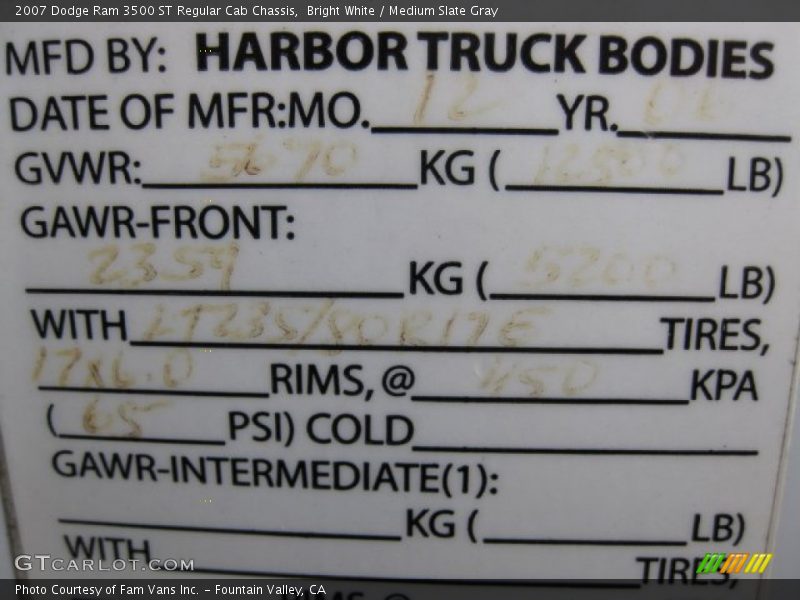 2007 Dodge Ram 3500 ST Regular Cab Chassis, Bright White / Medium Slate Gray
MFD BY: HARBOR TRUCK BODIES
DATE OF MFR:MO. 12 YR. 06
GVWR: 5670 KG ( 12500 LB)
GAWR-FRONT:
2359 KG ( 5200 LB)
WITH LT235/80R17E TIRES,
17x6.0 RIMS, @ 450 KPA
( 65 PSI) COLD
GAWR-INTERMEDIATE(1):
KG ( LB)
WITH TIRES,
GTCARLOT.COM
Photo Courtesy of Fam Vans Inc. – Fountain Valley, CA